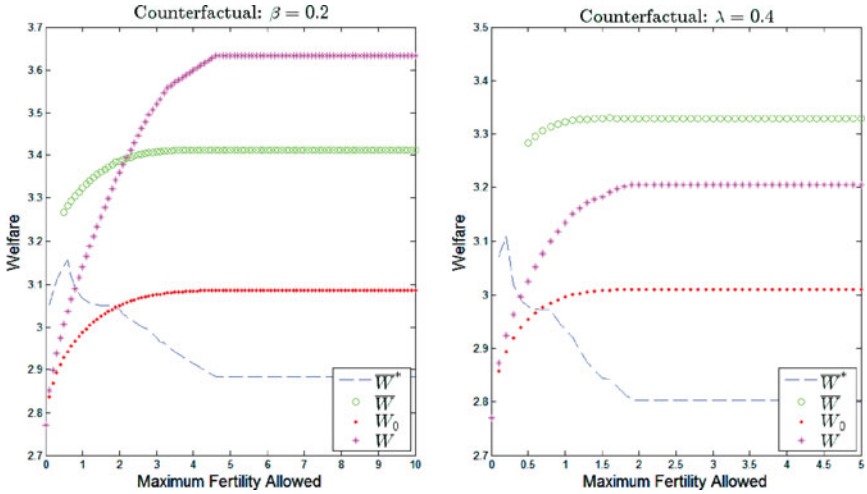 Counterfactual: β = 0.2
3.7
3.6
3.5
3.4
3.3
3.2
3.1
3
2.9
2.8
2.7
Welfare
0 1 2 3 4 5 6 7 8 9 10
Maximum Fertility Allowed
W̅*
W̅
W₀
W
Counterfactual: λ = 0.4
3.5
3.4
3.3
3.2
3.1
3
2.9
2.8
2.7
Welfare
0 0.5 1 1.5 2 2.5 3 3.5 4 4.5 5
Maximum Fertility Allowed
W̅*
W̅
W₀
W